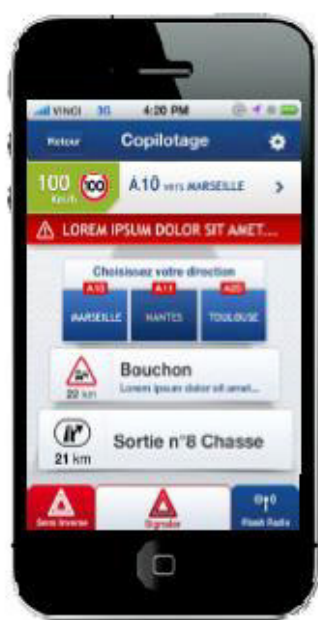 VINCI 3G 4:20 PM
Retour Copilotage
100 100 A10 VERS MARSEILLE
Km/h
LOREM IPSUM DOLOR SIT AMET....
Choisissez votre direction
A10 A11 A20
MARSEILLE NANTES TOULOUSE
Bouchon
Lorem ipsum dolor sit amet...
22 km
Sortie n°8 Chasse
21 km
Sens Inverse Signaler Flash Radio